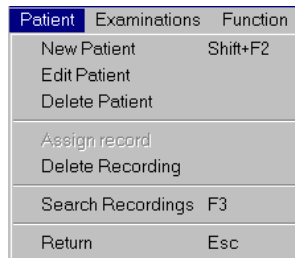 Patient Examinations Function
New Patient Shift+F2
Edit Patient
Delete Patient
Assign record
Delete Recording
Search Recordings F3
Return Esc